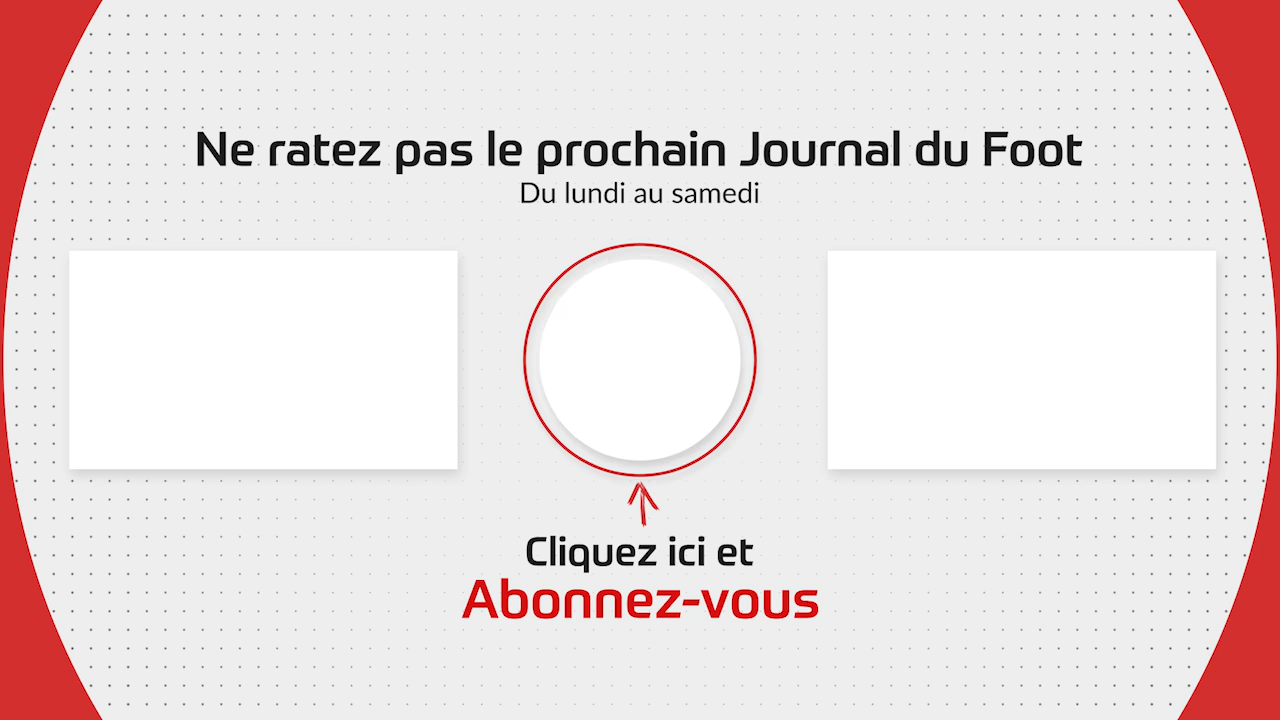 Ne ratez pas le prochain Journal du Foot
Du lundi au samedi
Cliquez ici et
Abonnez-vous